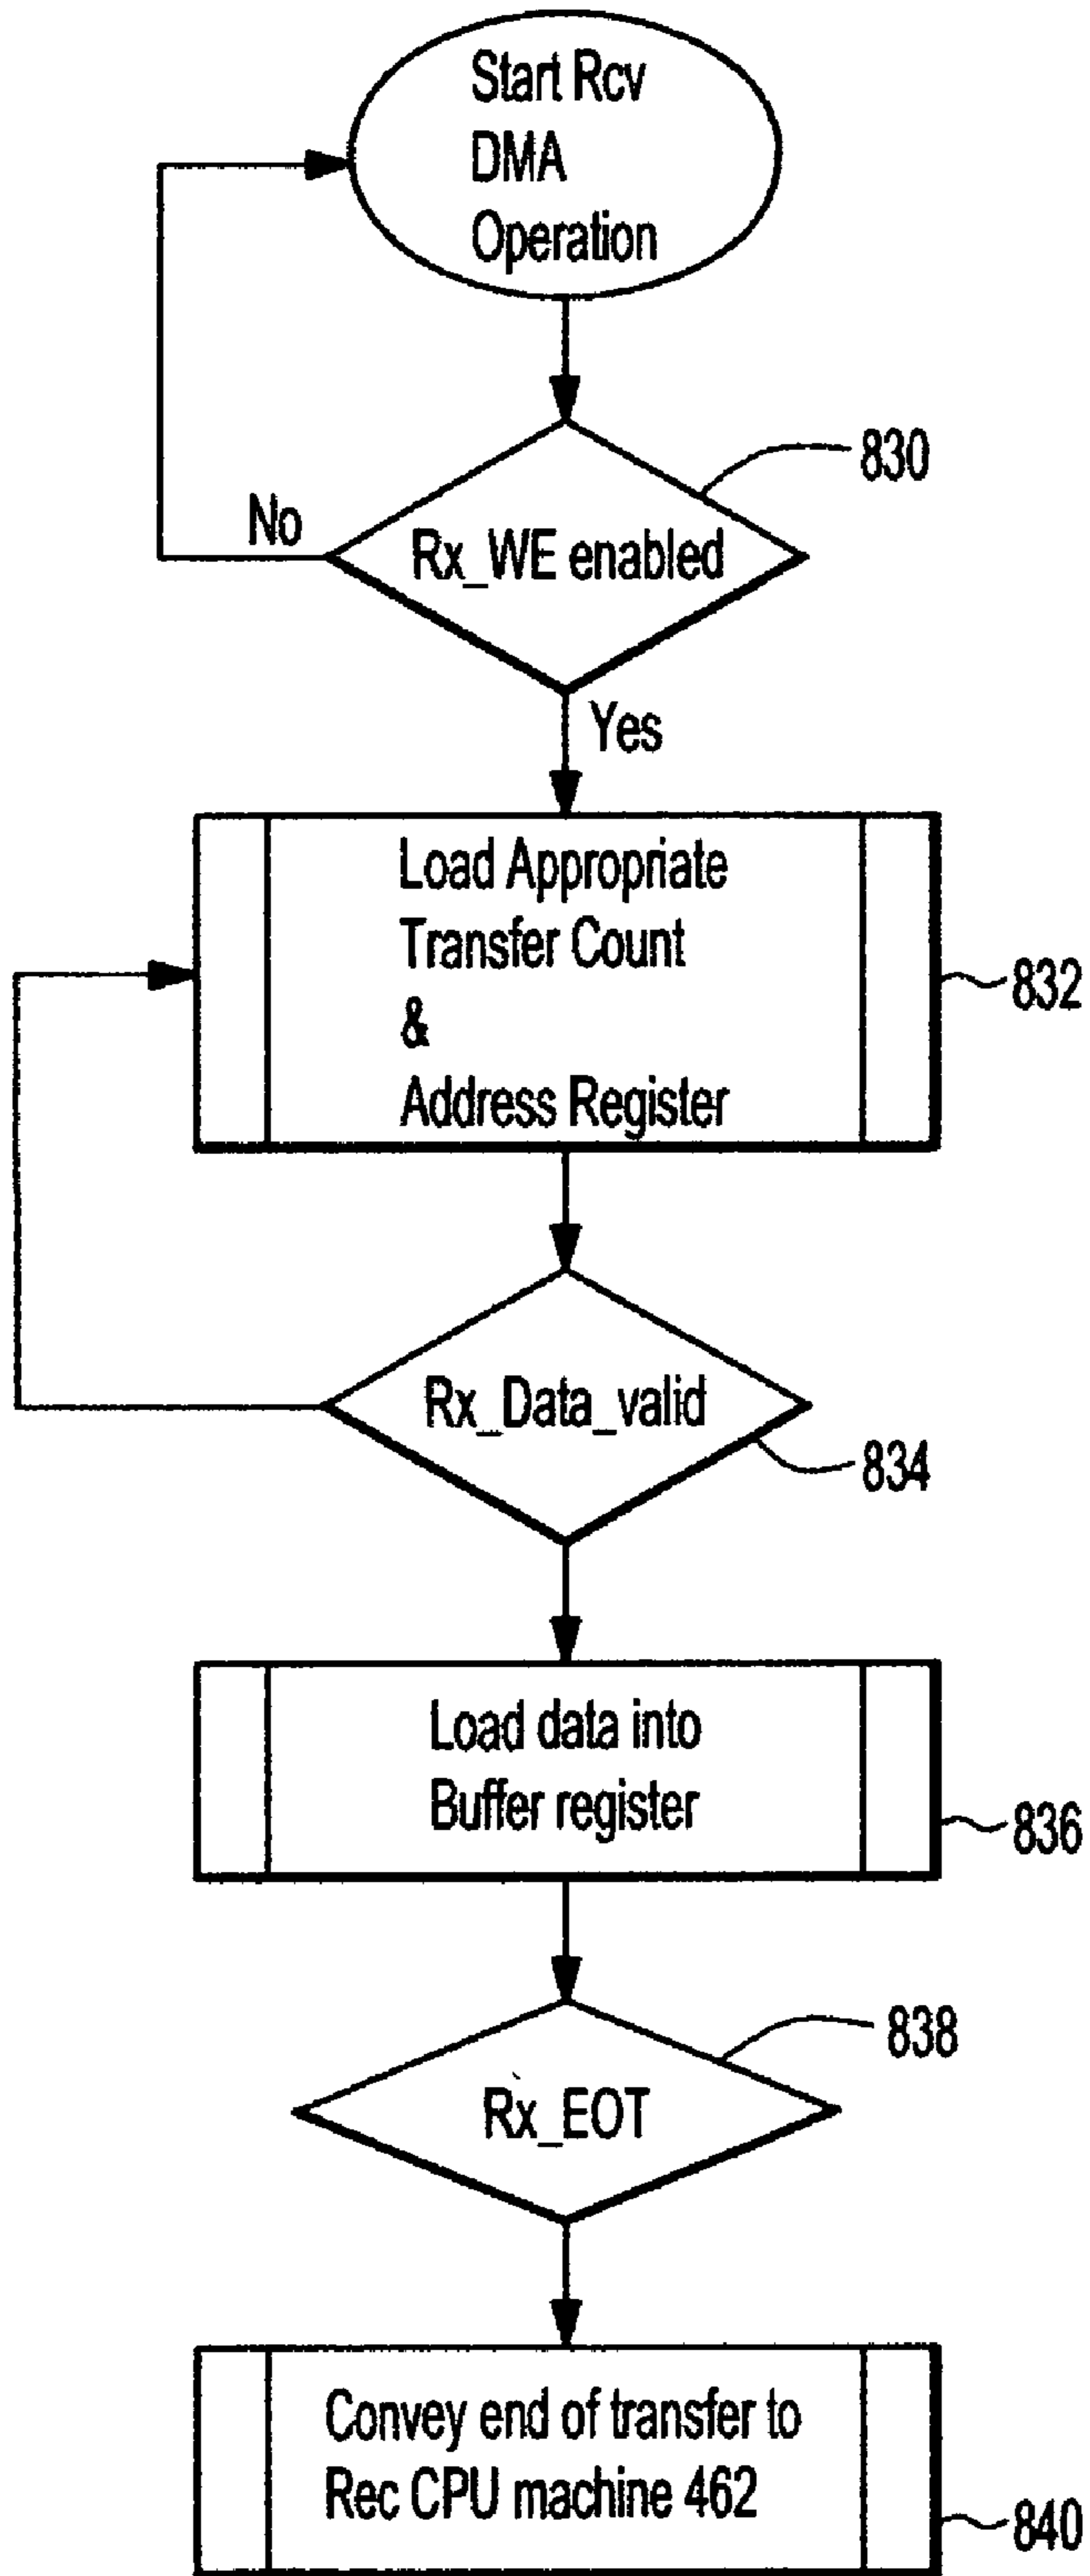 Start Rcv
DMA
Operation
830
No
Rx_WE enabled
Yes
Load Appropriate
Transfer Count
&
Address Register
832
Rx_Data_valid
834
Load data into
Buffer register
836
838
Rx_EOT
Convey end of transfer to
Rec CPU machine 462
840